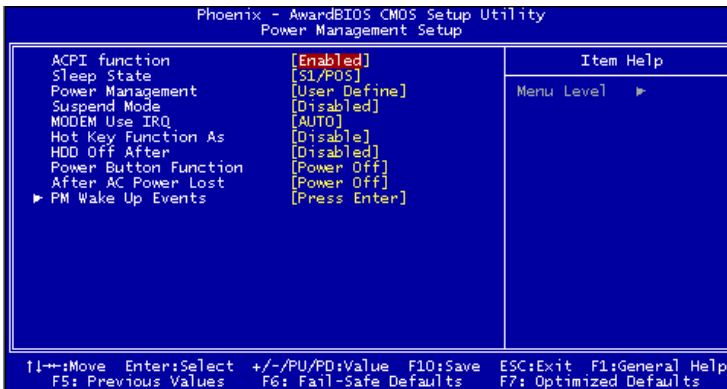 Phoenix - AwardBIOS CMOS Setup Utility
Power Management Setup
ACPI function [Enabled]
Sleep State [S1/POS]
Power Management [User Define]
Suspend Mode [Disabled]
MODEM Use IRQ [AUTO]
Hot Key Function As [Disable]
HDD Off After [Disabled]
Power Button Function [Power Off]
After AC Power Lost [Power Off]
► PM Wake Up Events [Press Enter]
Item Help
Menu Level ►
↑↓→←:Move Enter:Select +/-/PU/PD:Value F10:Save ESC:Exit F1:General Help
F5: Previous Values F6: Fail-Safe Defaults F7: Optimized Defaults